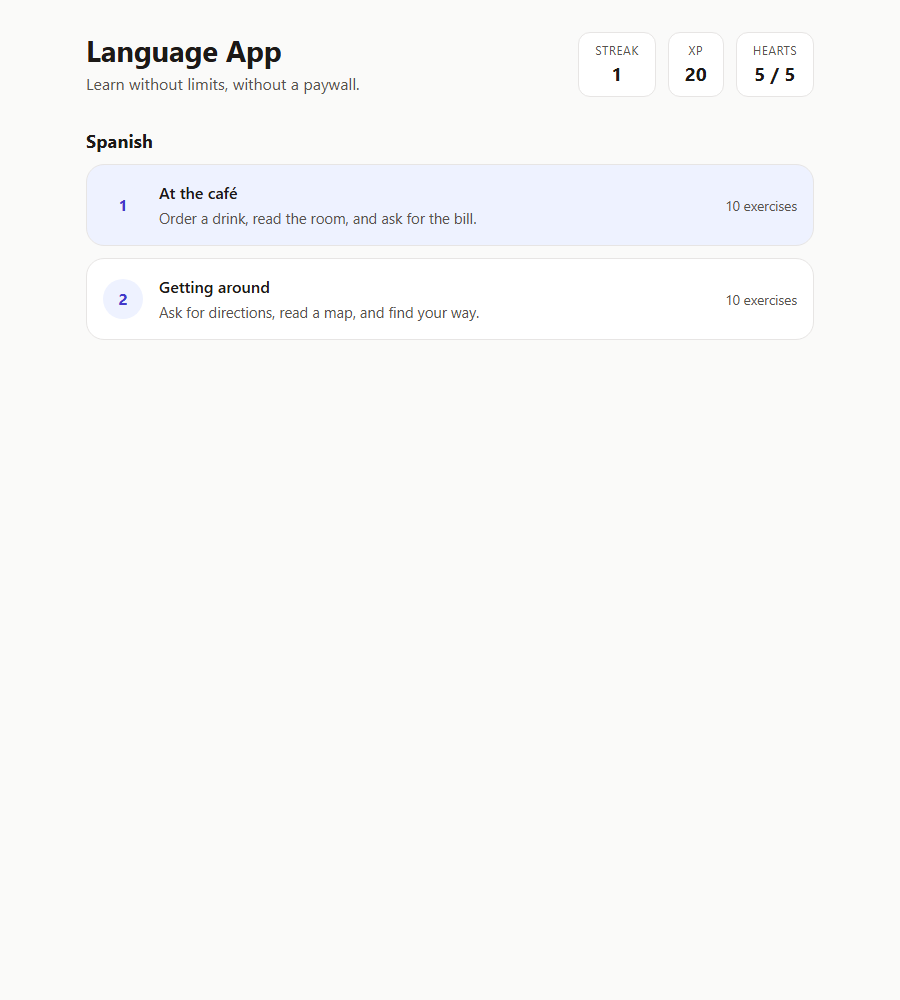 Language App
Learn without limits, without a paywall.
STREAK
1
XP
20
HEARTS
5 / 5
Spanish
1
At the café
Order a drink, read the room, and ask for the bill.
10 exercises
2
Getting around
Ask for directions, read a map, and find your way.
10 exercises